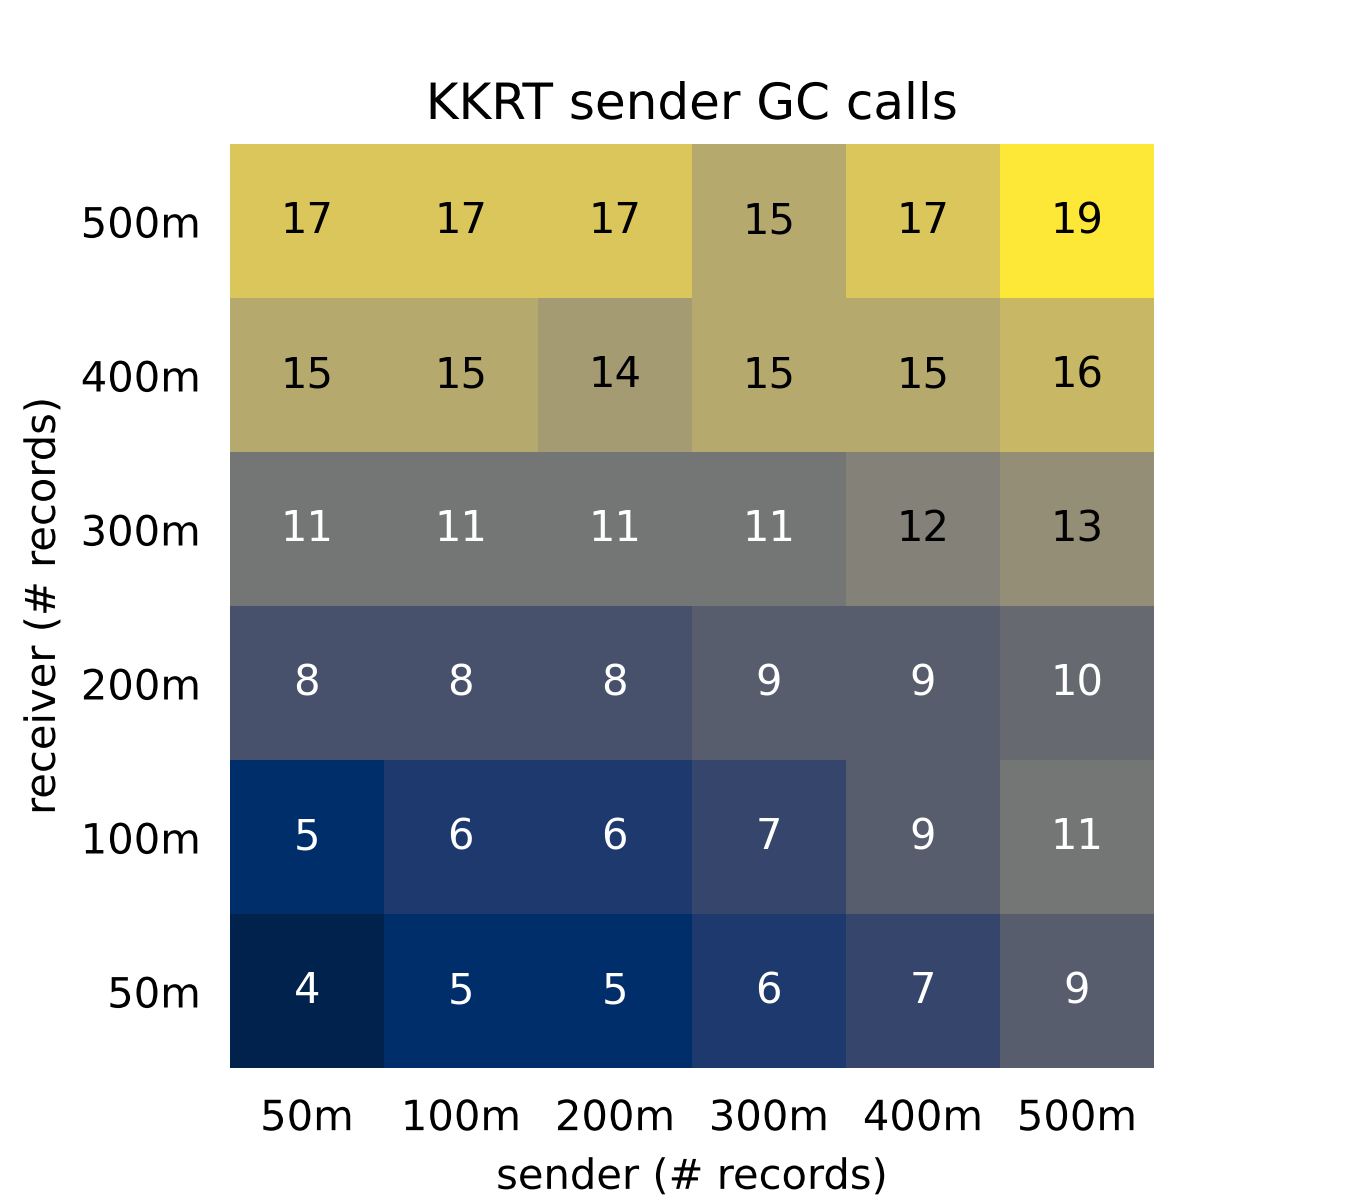 KKRT sender GC calls
500m 17 17 17 15 17 19
400m 15 15 14 15 15 16
300m 11 11 11 11 12 13
200m 8 8 8 9 9 10
100m 5 6 6 7 9 11
50m 4 5 5 6 7 9
receiver (# records)
50m 100m 200m 300m 400m 500m
sender (# records)